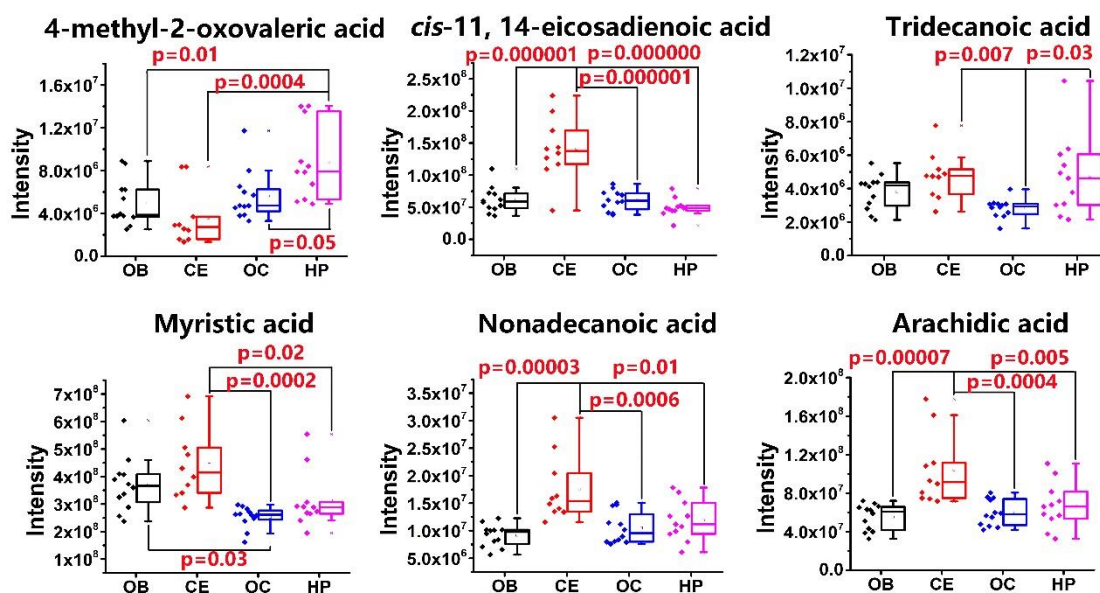 4-methyl-2-oxovaleric acid
p=0.01
p=0.0004
1.6x10⁷
1.2x10⁷
8.0x10⁶
4.0x10⁶
0.0
Intensity
p=0.05
OB CE OC HP
cis-11, 14-eicosadienoic acid
p=0.000001 p=0.000000
p=0.000001
2.5x10⁸
2.0x10⁸
1.5x10⁸
1.0x10⁸
5.0x10⁷
0.0
Intensity
OB CE OC HP
Tridecanoic acid
p=0.007 p=0.03
1.2x10⁷
1.0x10⁷
8.0x10⁶
6.0x10⁶
4.0x10⁶
2.0x10⁶
0.0
Intensity
OB CE OC HP
Myristic acid
p=0.02
p=0.0002
7x10⁸
6x10⁸
5x10⁸
4x10⁸
3x10⁸
2x10⁸
1x10⁸
Intensity
p=0.03
OB CE OC HP
Nonadecanoic acid
p=0.00003 p=0.01
p=0.0006
3.5x10⁷
3.0x10⁷
2.5x10⁷
2.0x10⁷
1.5x10⁷
1.0x10⁷
5.0x10⁶
Intensity
OB CE OC HP
Arachidic acid
p=0.00007 p=0.005
p=0.0004
2.0x10⁸
1.6x10⁸
1.2x10⁸
8.0x10⁷
4.0x10⁷
0.0
Intensity
OB CE OC HP